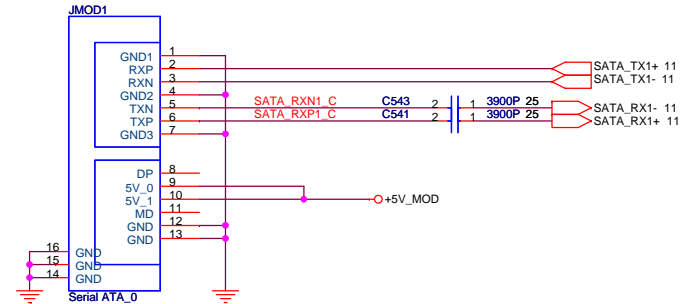 JMOD1
GND1 1
RXP 2 SATA_TX1+ 11
RXN 3 SATA_TX1- 11
GND2 4
TXN 5 SATA_RXN1_C C543 2 1 3900P 25 SATA_RX1- 11
TXP 6 SATA_RXP1_C C541 2 1 3900P 25 SATA_RX1+ 11
GND3 7
DP 8
5V_0 9
5V_1 10 +5V_MOD
MD 11
GND 12
GND 13
16 GND
15 GND
14 GND
Serial ATA_0